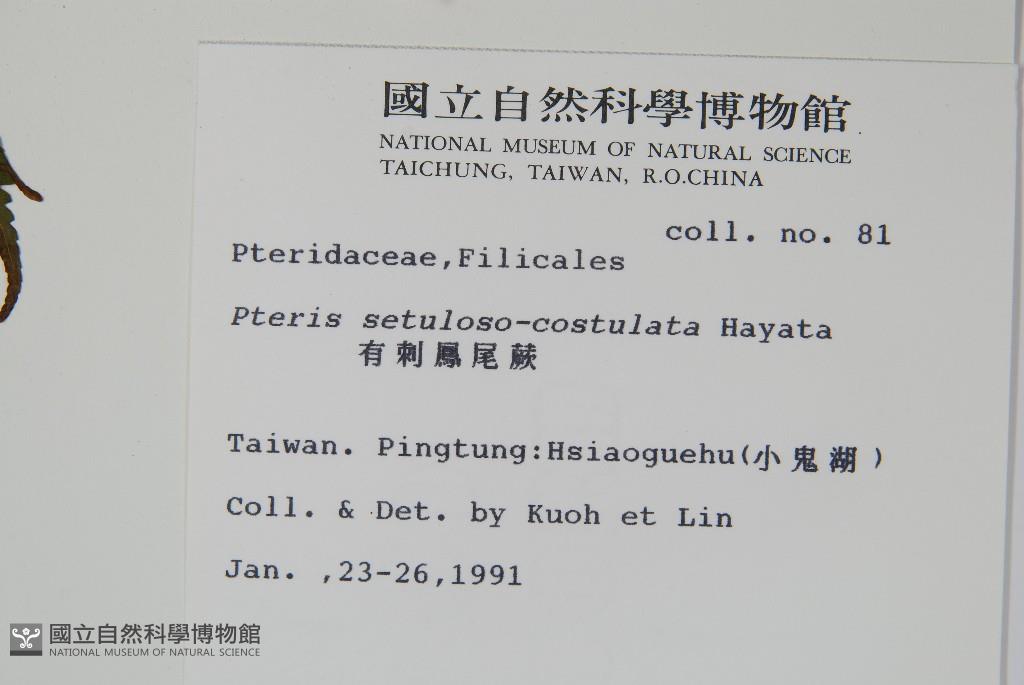 國立自然科學博物館
NATIONAL MUSEUM OF NATURAL SCIENCE
TAICHUNG, TAIWAN, R.O.CHINA
coll. no. 81
Pteridaceae,Filicales
Pteris setuloso-costulata Hayata
有刺鳳尾蕨
Taiwan. Pingtung:Hsiaoguehu(小鬼湖)
Coll. & Det. by Kuoh et Lin
Jan. ,23-26,1991
國立自然科學博物館
NATIONAL MUSEUM OF NATURAL SCIENCE